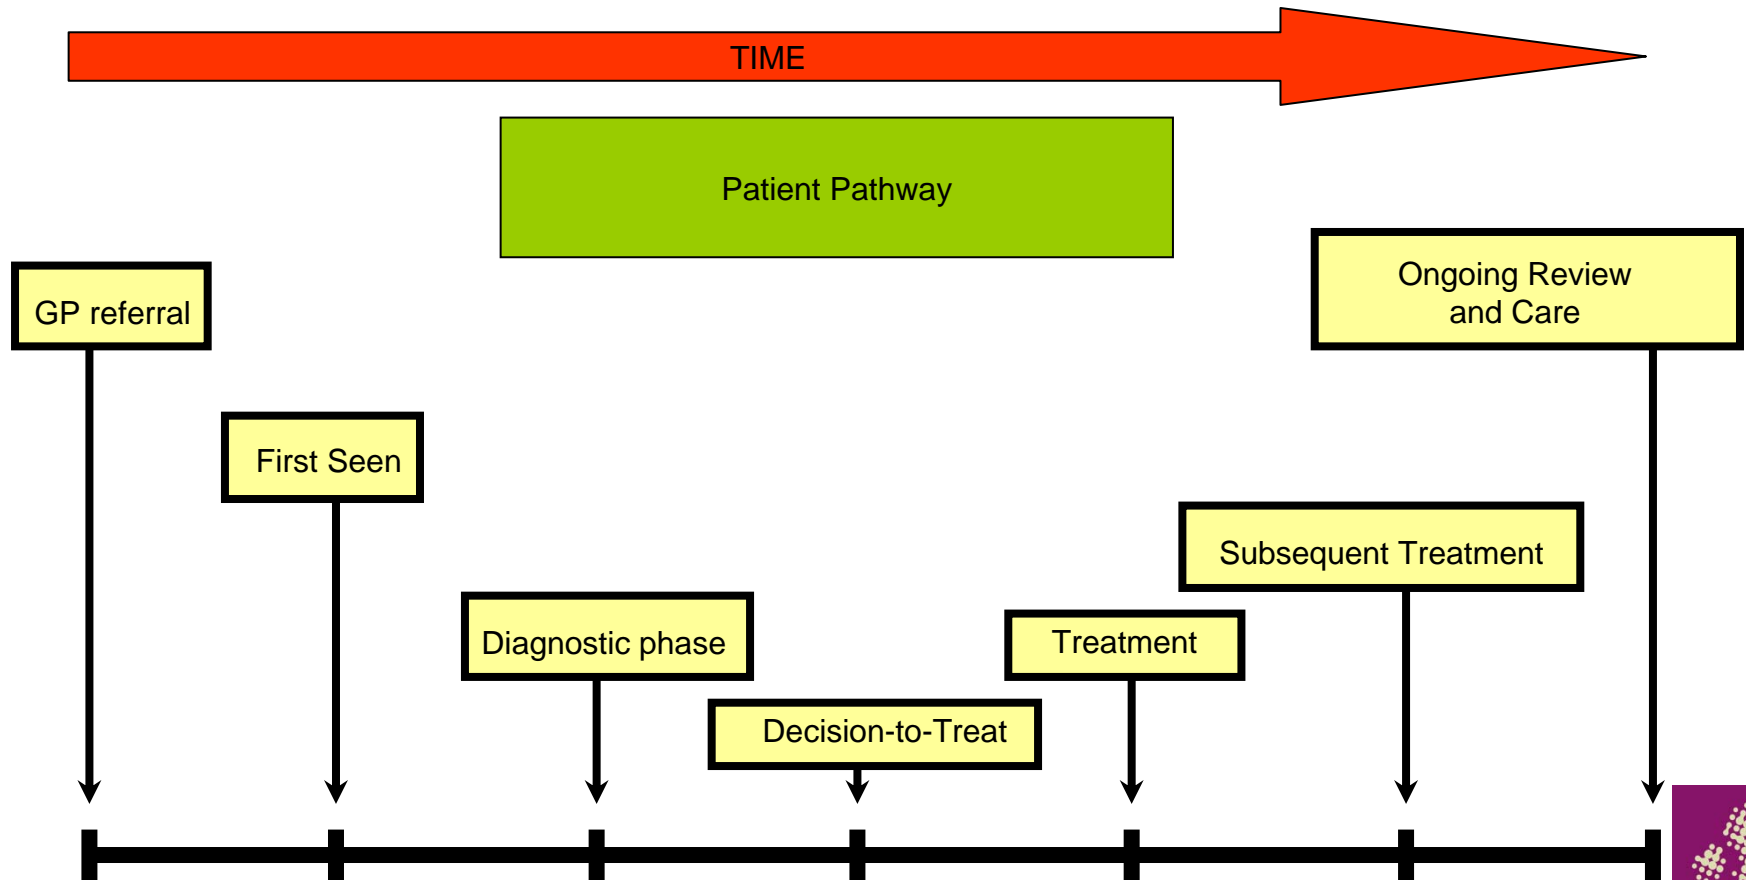 TIME
Patient Pathway
GP referral
Ongoing Review
and Care
First Seen
Subsequent Treatment
Diagnostic phase
Treatment
Decision-to-Treat